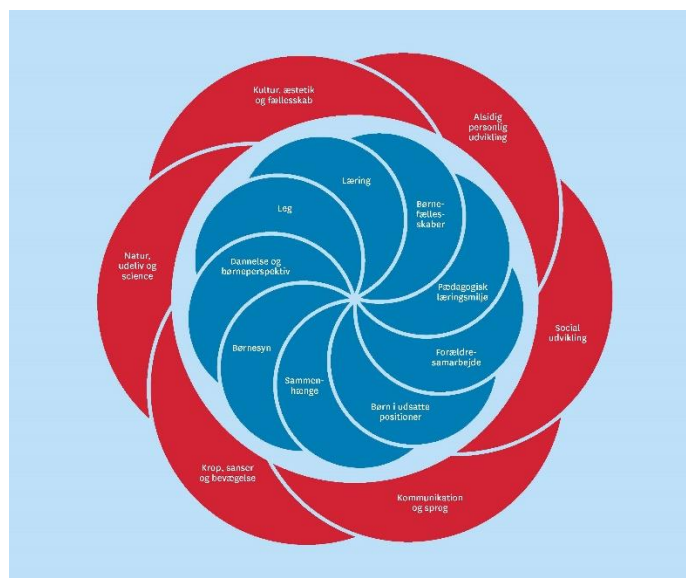 Kultur, æstetik
og fællesskab
Alsidig
personlig
udvikling
Social
udvikling
Kommunikation
og sprog
Krop, sanser
og bevægelse
Natur,
udeliv og
science
Læring
Børne-
fælles-
skaber
Pædagogisk
læringsmiljø
Forældre-
samarbejde
Børn i udsatte
positioner
Sammen-
hænge
Børnesyn
Dannelse og
børneperspektiv
Leg